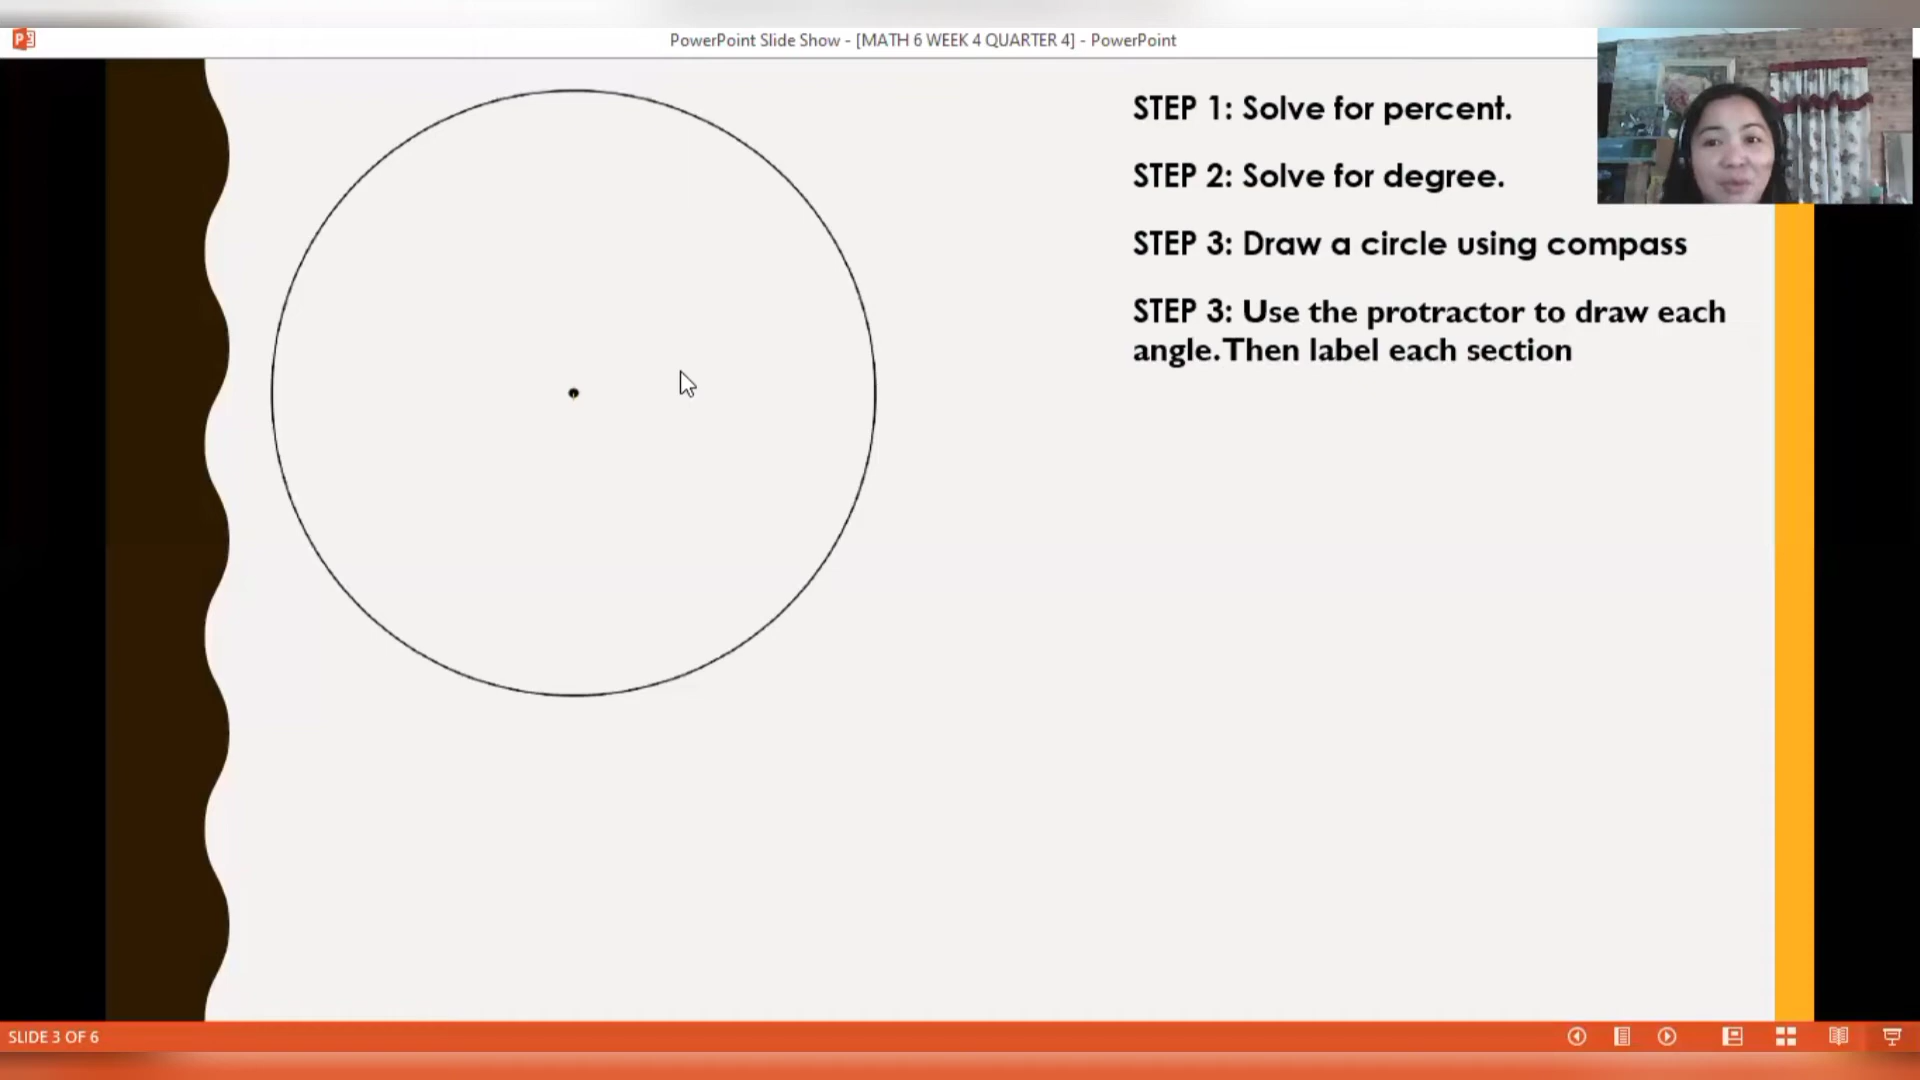 PowerPoint Slide Show - [MATH 6 WEEK 4 QUARTER 4] - PowerPoint
STEP 1: Solve for percent.
STEP 2: Solve for degree.
STEP 3: Draw a circle using compass
STEP 3: Use the protractor to draw each
angle.Then label each section
SLIDE 3 OF 6